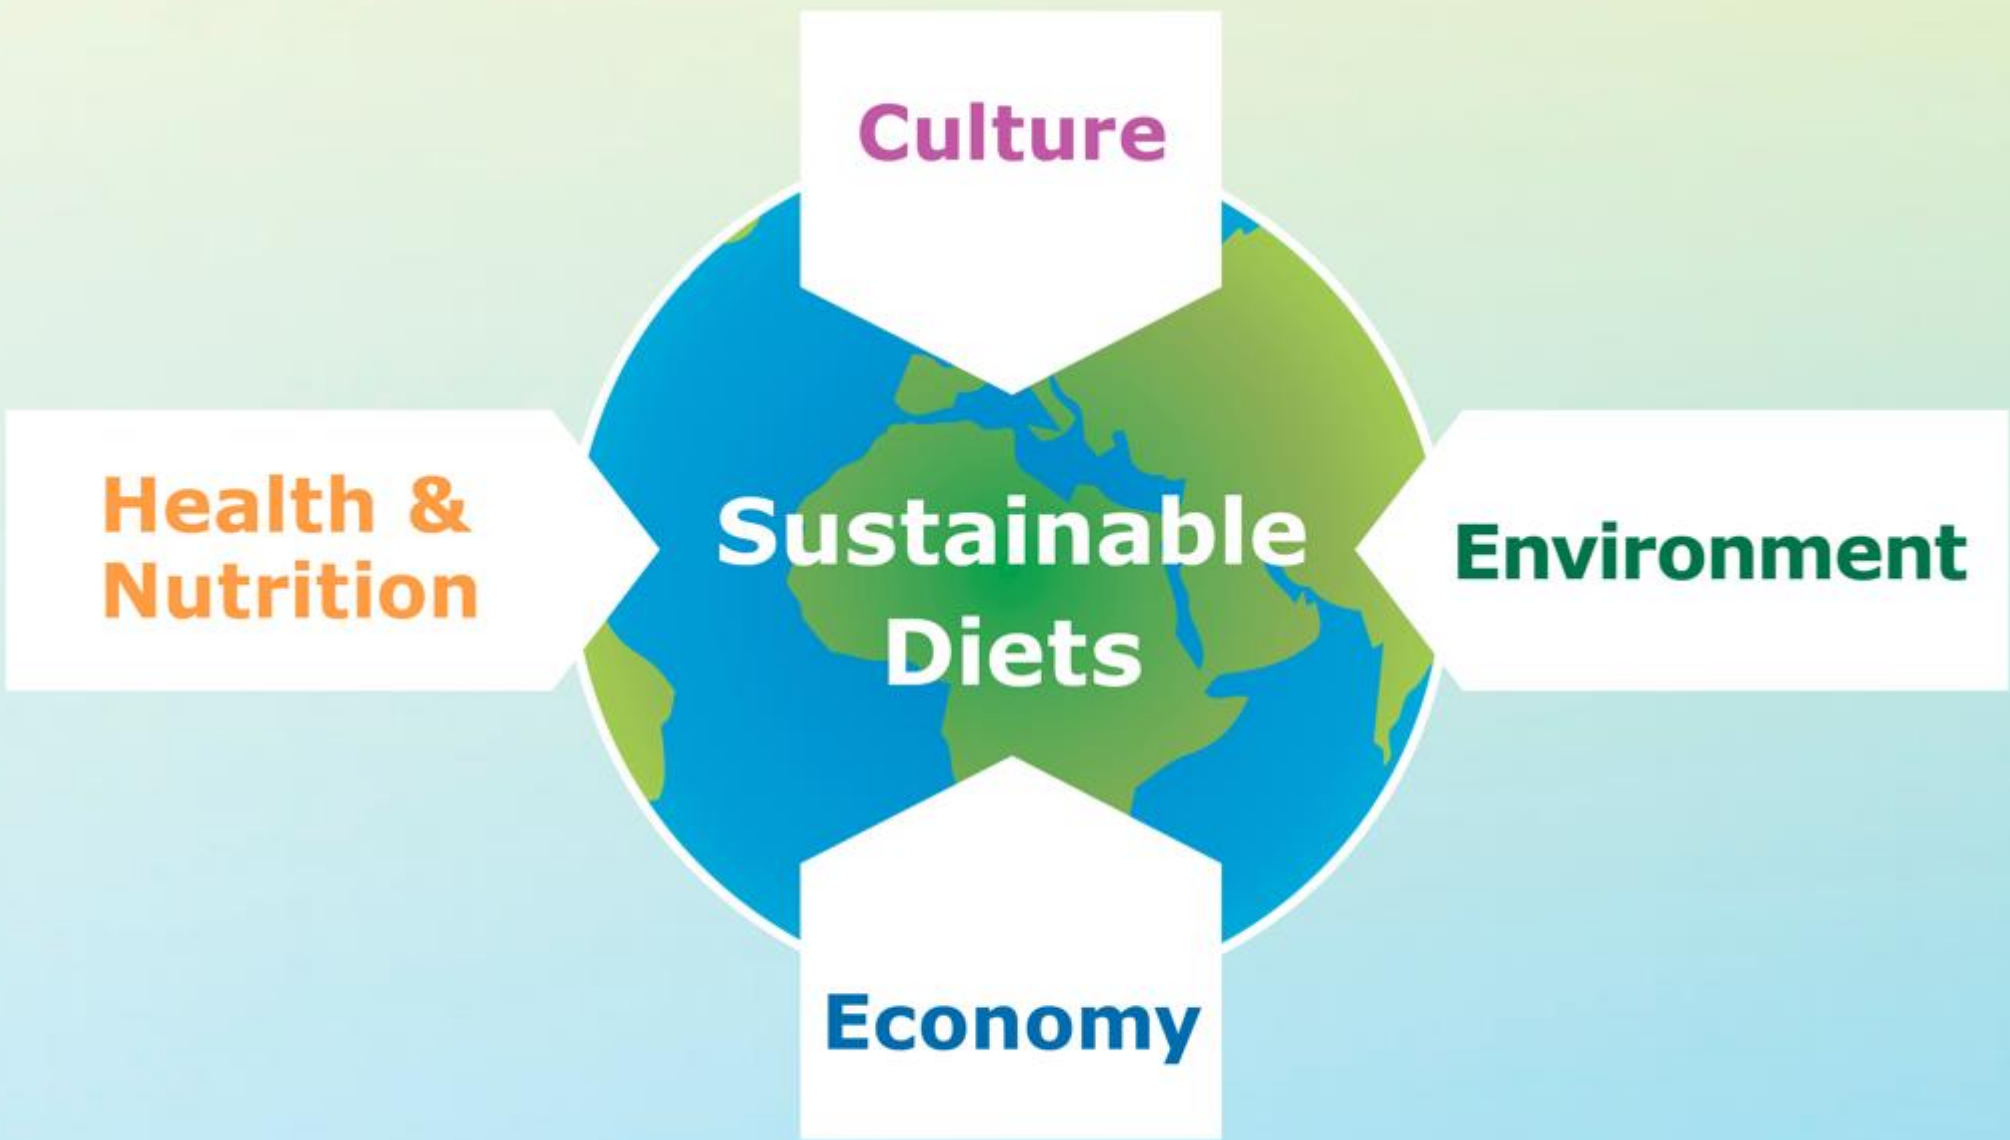 Culture
Health &
Nutrition
Sustainable
Diets
Environment
Economy